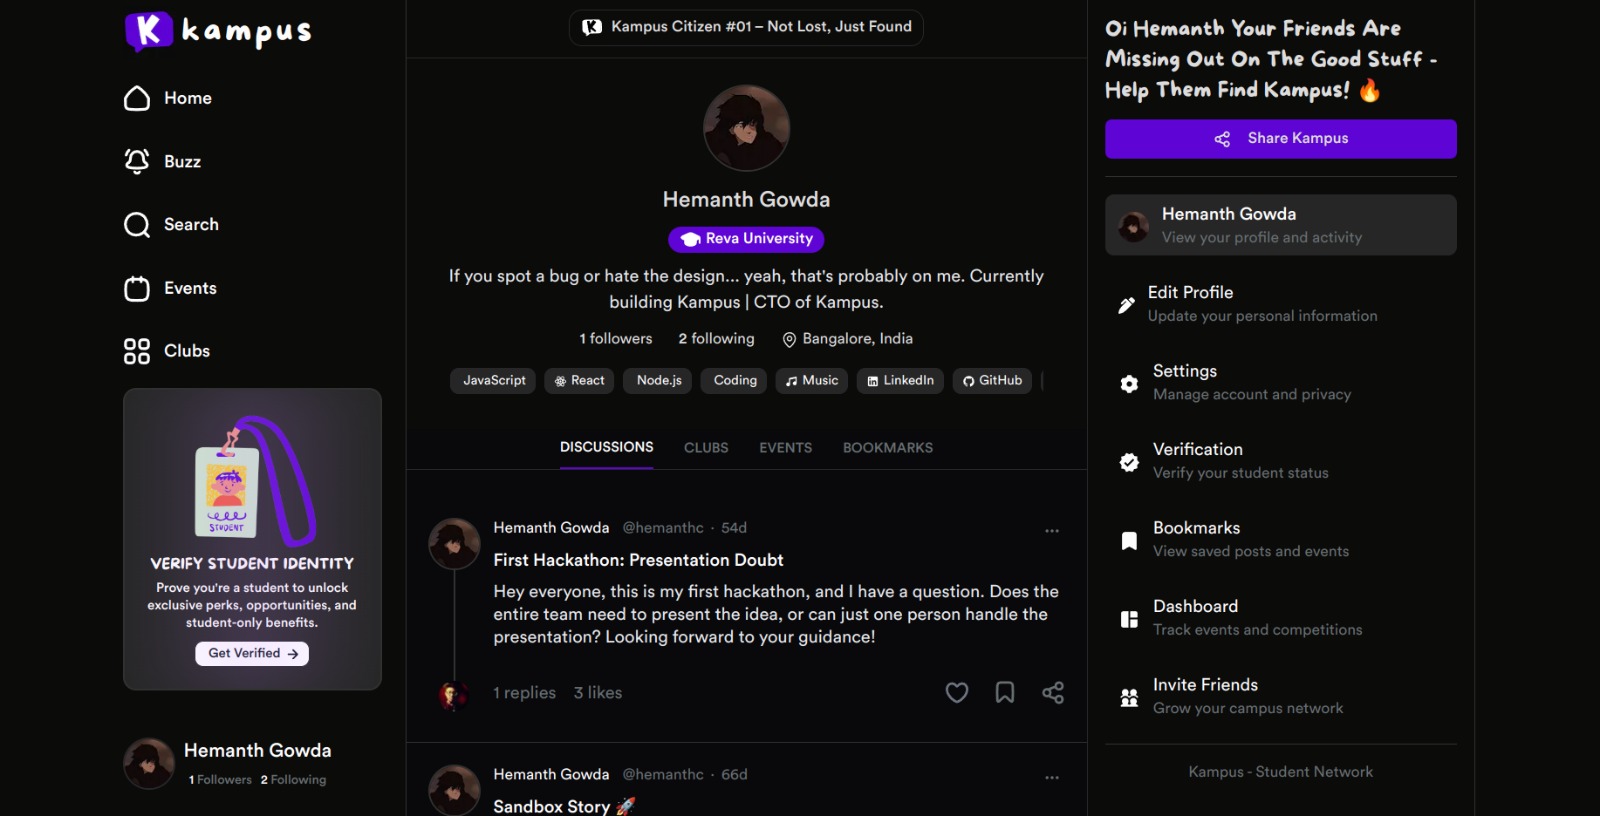 kampus
Home
Buzz
Search
Events
Clubs
STUDENT
VERIFY STUDENT IDENTITY
Prove you're a student to unlock
exclusive perks, opportunities, and
student-only benefits.
Get Verified →
Hemanth Gowda
1 Followers 2 Following
Kampus Citizen #01 – Not Lost, Just Found
Hemanth Gowda
Reva University
If you spot a bug or hate the design... yeah, that's probably on me. Currently
building Kampus | CTO of Kampus.
1 followers 2 following Bangalore, India
JavaScript React Node.js Coding Music LinkedIn GitHub
DISCUSSIONS CLUBS EVENTS BOOKMARKS
Hemanth Gowda @hemanthc · 54d
First Hackathon: Presentation Doubt
Hey everyone, this is my first hackathon, and I have a question. Does the
entire team need to present the idea, or can just one person handle the
presentation? Looking forward to your guidance!
1 replies 3 likes
Hemanth Gowda @hemanthc · 66d
Sandbox Story 🚀
Oi Hemanth Your Friends Are
Missing Out On The Good Stuff -
Help Them Find Kampus! 🔥
Share Kampus
Hemanth Gowda
View your profile and activity
Edit Profile
Update your personal information
Settings
Manage account and privacy
Verification
Verify your student status
Bookmarks
View saved posts and events
Dashboard
Track events and competitions
Invite Friends
Grow your campus network
Kampus - Student Network